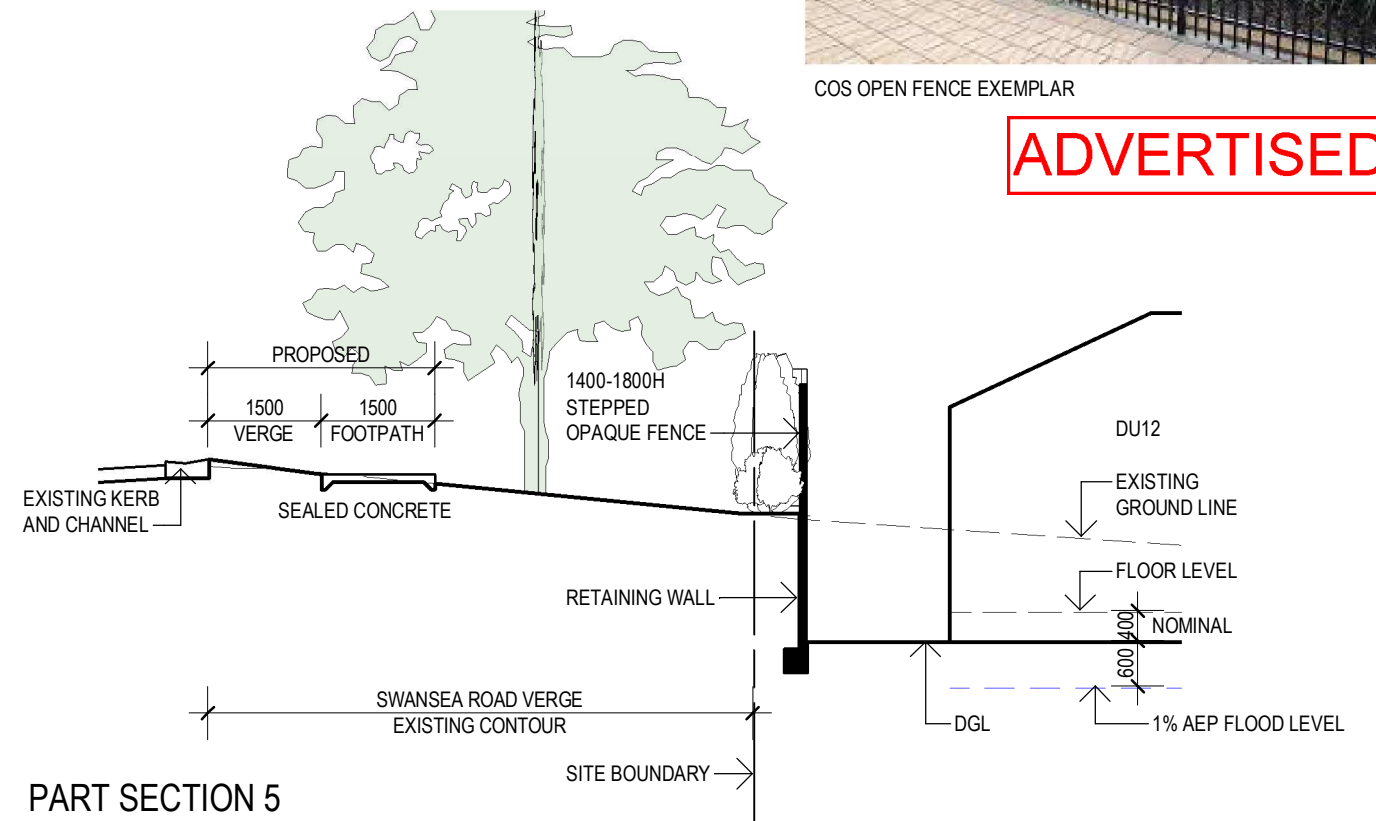 COS OPEN FENCE EXEMPLAR
ADVERTISED
PROPOSED
1500
VERGE
1500
FOOTPATH
1400-1800H
STEPPED
OPAQUE FENCE
DU12
EXISTING KERB
AND CHANNEL
SEALED CONCRETE
EXISTING
GROUND LINE
FLOOR LEVEL
RETAINING WALL
400
NOMINAL
600
SWANSEA ROAD VERGE
EXISTING CONTOUR
DGL
1% AEP FLOOD LEVEL
SITE BOUNDARY
PART SECTION 5